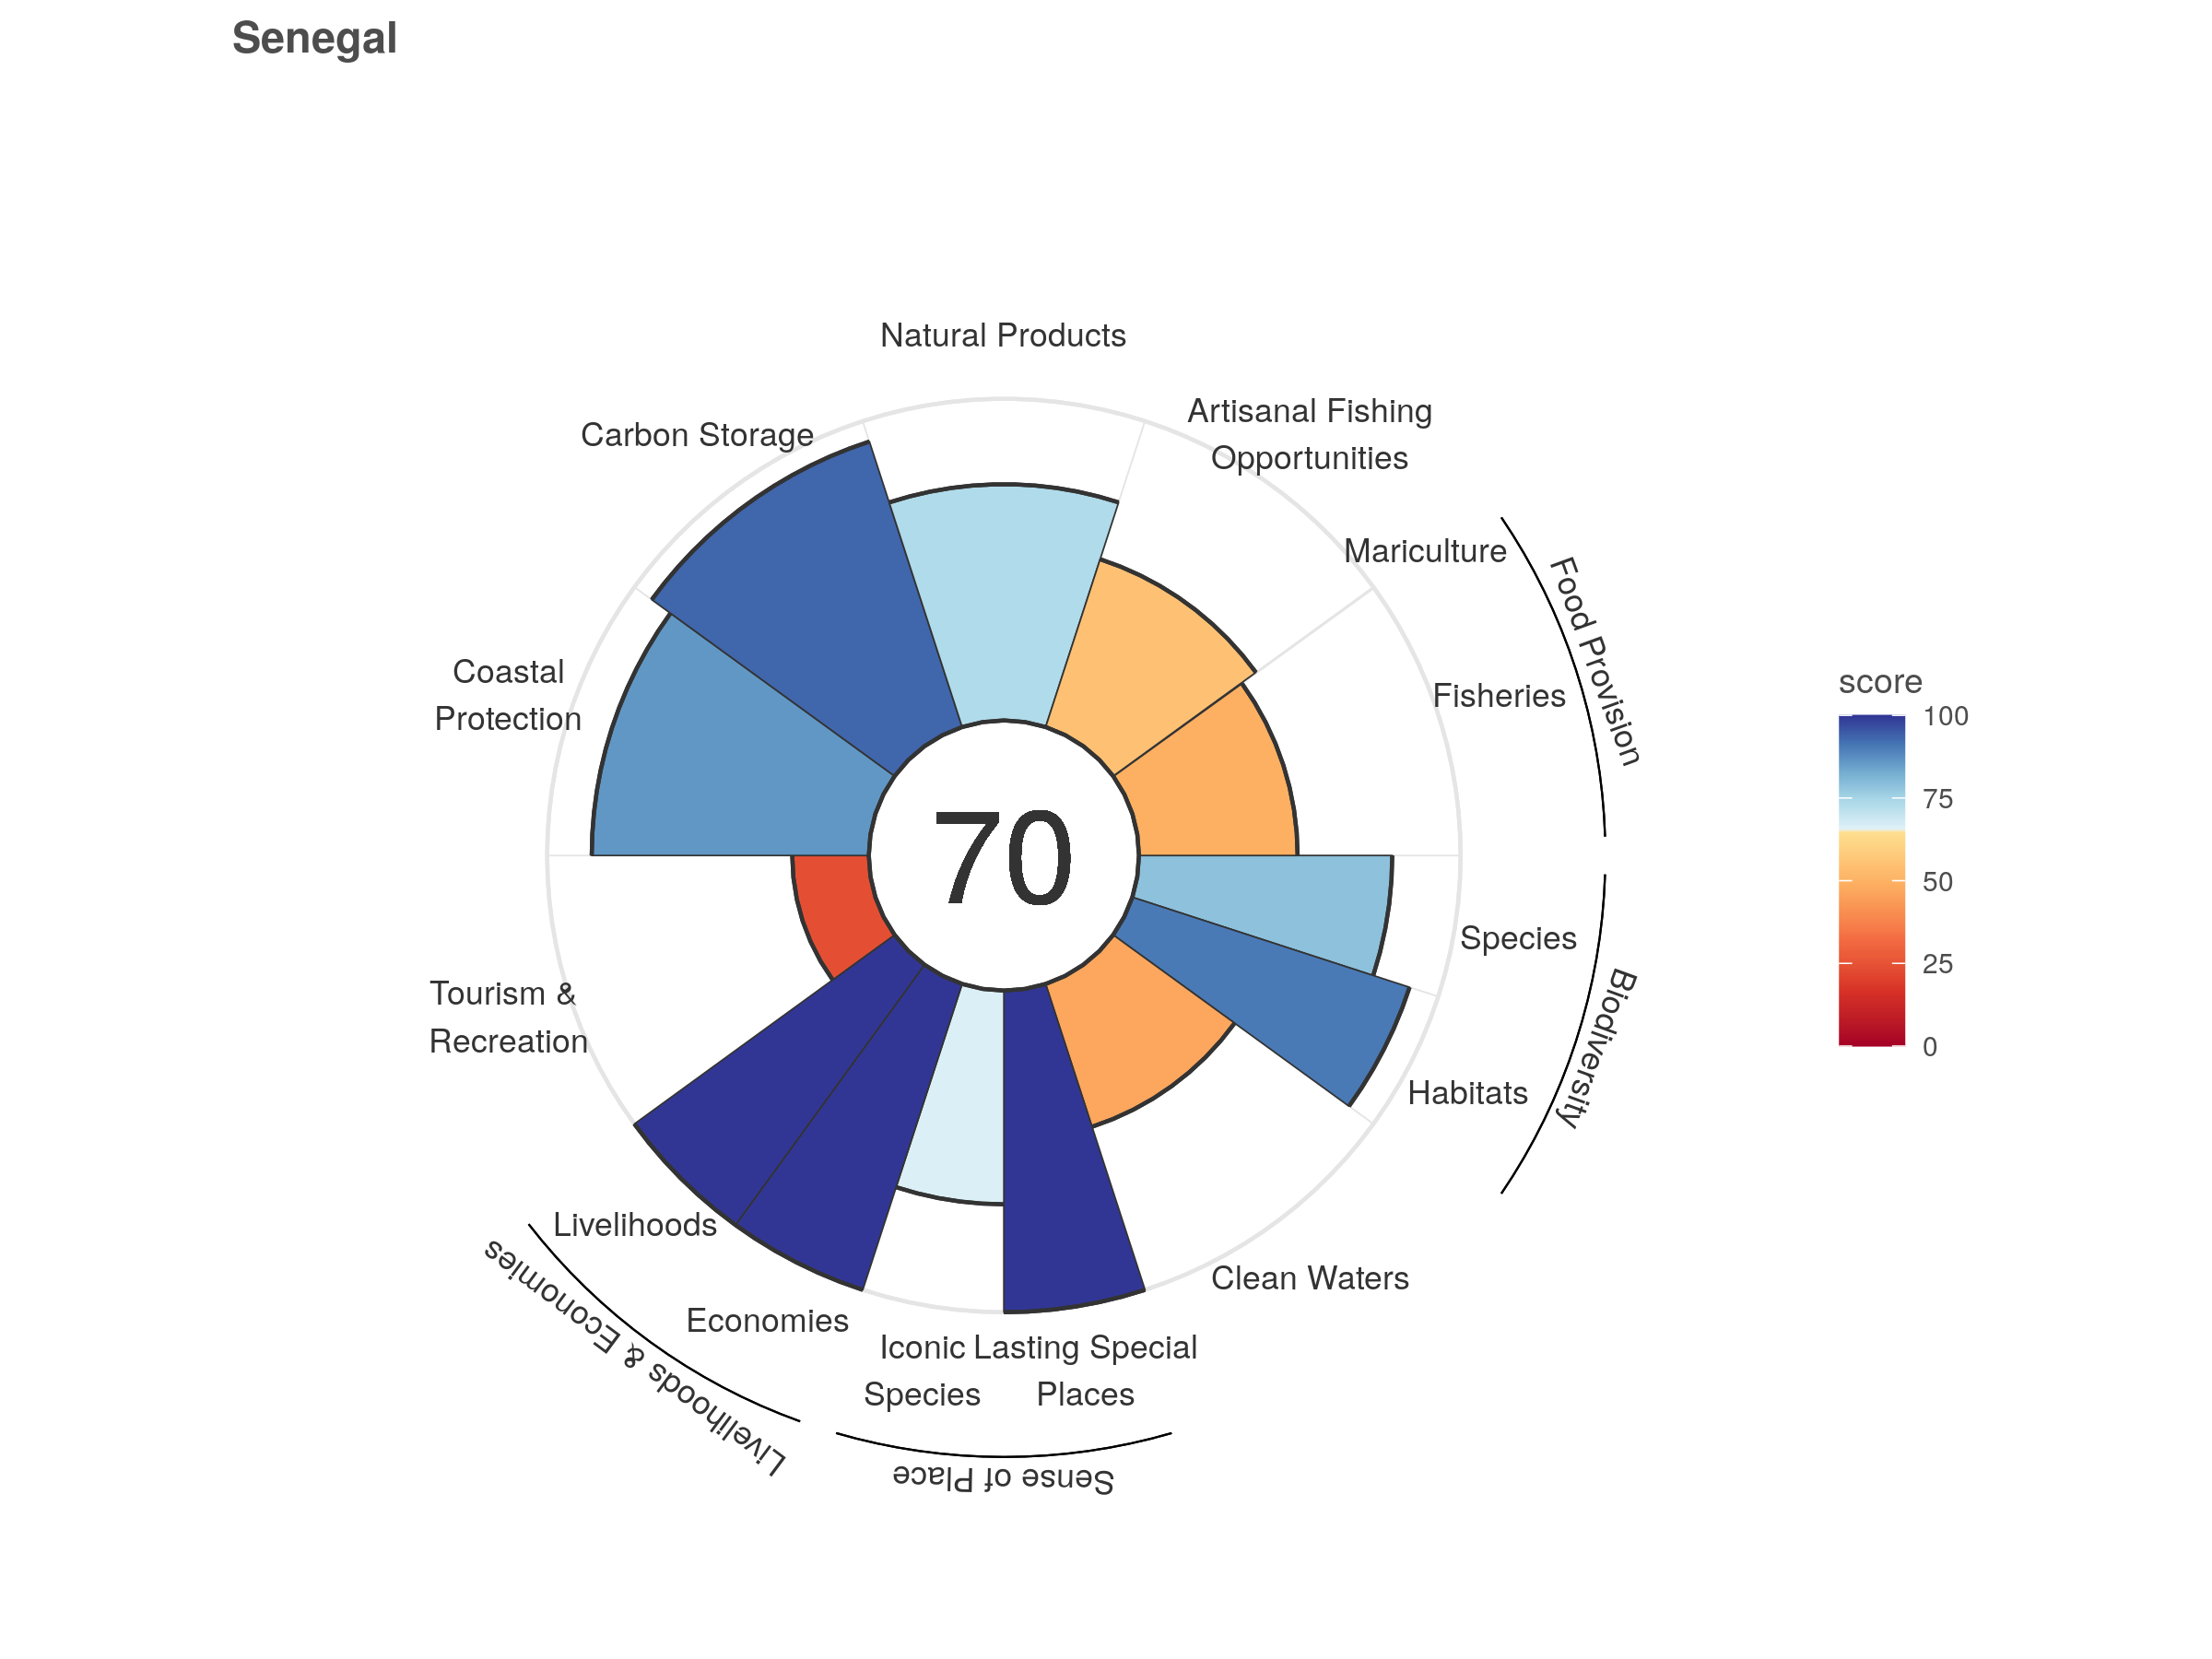 Senegal
Natural Products
Artisanal Fishing
Opportunities
Carbon Storage
Mariculture
Food Provision
Coastal
Protection
Fisheries
score
100
75
50
25
0
70
Species
Biodiversity
Tourism &
Recreation
Habitats
Livelihoods
Clean Waters
Economies
Livelihoods & Economies
Iconic
Species
Lasting Special
Places
Sense of Place